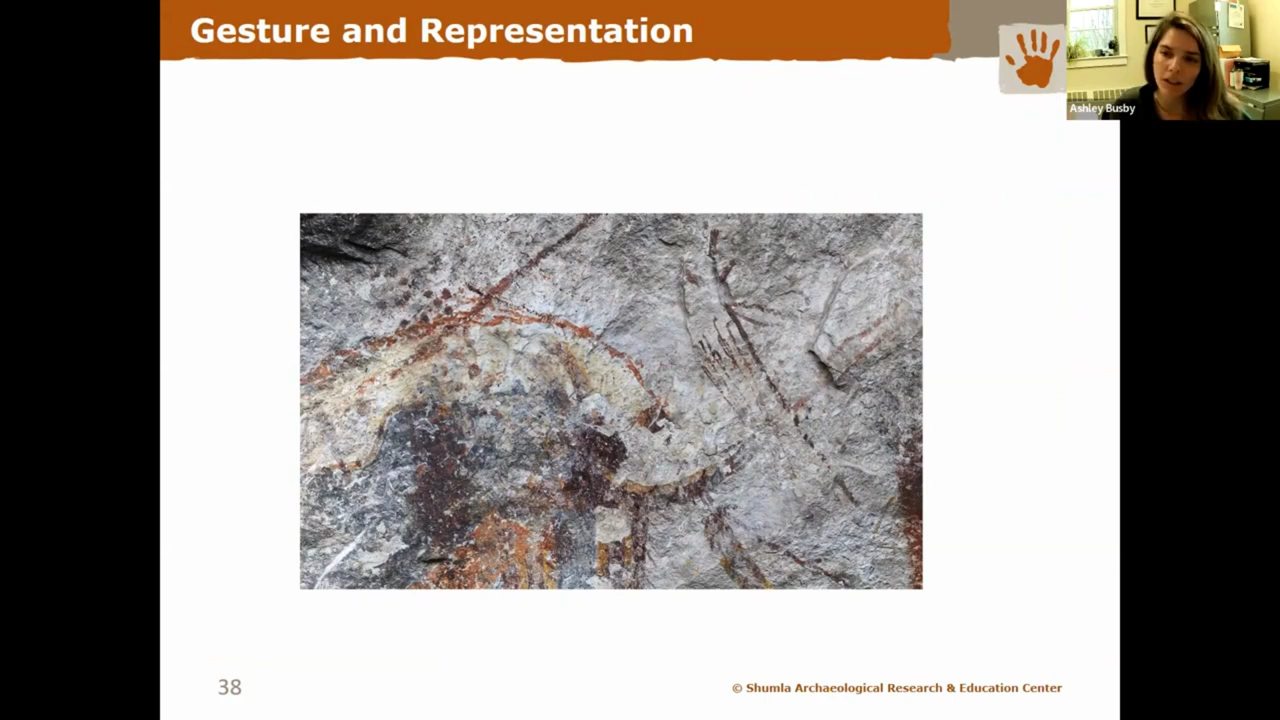 Gesture and Representation
Ashley Busby
38
© Shumla Archaeological Research & Education Center